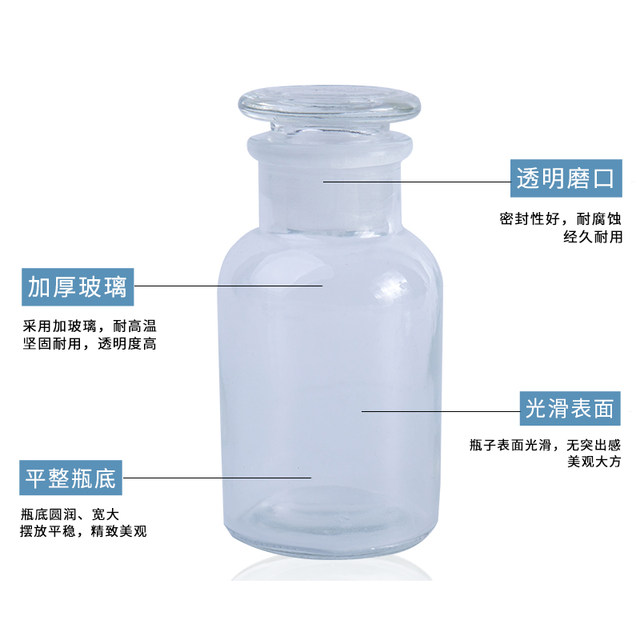 透明磨口
密封性好，耐腐蚀
经久耐用
加厚玻璃
采用加玻璃，耐高温
坚固耐用，透明度高
光滑表面
瓶子表面光滑，无突出感
美观大方
平整瓶底
瓶底圆润、宽大
摆放平稳，精致美观